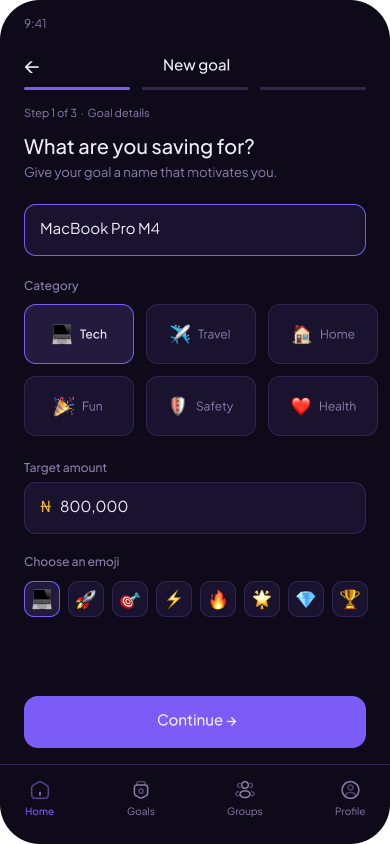 9:41
← New goal
Step 1 of 3 · Goal details
What are you saving for?
Give your goal a name that motivates you.
MacBook Pro M4
Category
💻 Tech ✈️ Travel 🏠 Home
🎉 Fun 🛡️ Safety ❤️ Health
Target amount
₦ 800,000
Choose an emoji
💻 🚀 🎯 ⚡ 🔥 🌟 💎 🏆
Continue →
Home Goals Groups Profile